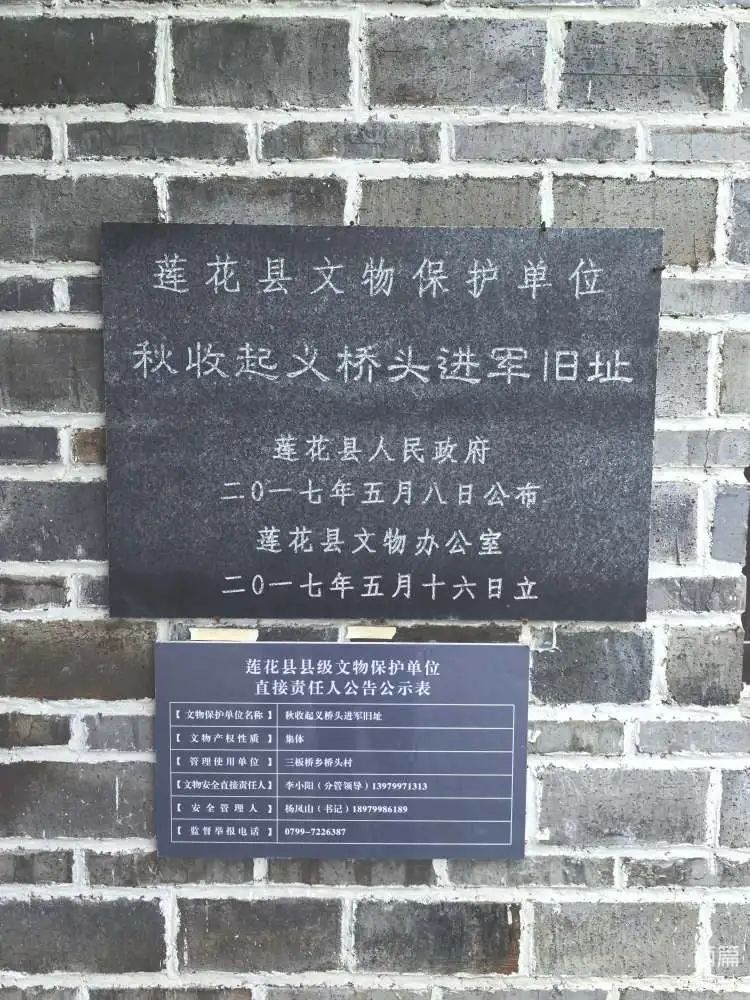 莲花县文物保护单位
秋收起义桥头进军旧址
莲花县人民政府
二〇一七年五月八日公布
莲花县文物办公室
二〇一七年五月十六日立
莲花县县级文物保护单位
直接责任人公告公示表
【文物保护单位名称】 秋收起义桥头进军旧址
【文物产权性质】 集体
【管理使用单位】 三板桥乡桥头村
【文物安全直接责任人】 李小阳（分管领导）13979971313
【安全管理人】 杨凤山（书记）18979986189
【监督举报电话】 0799-7226387